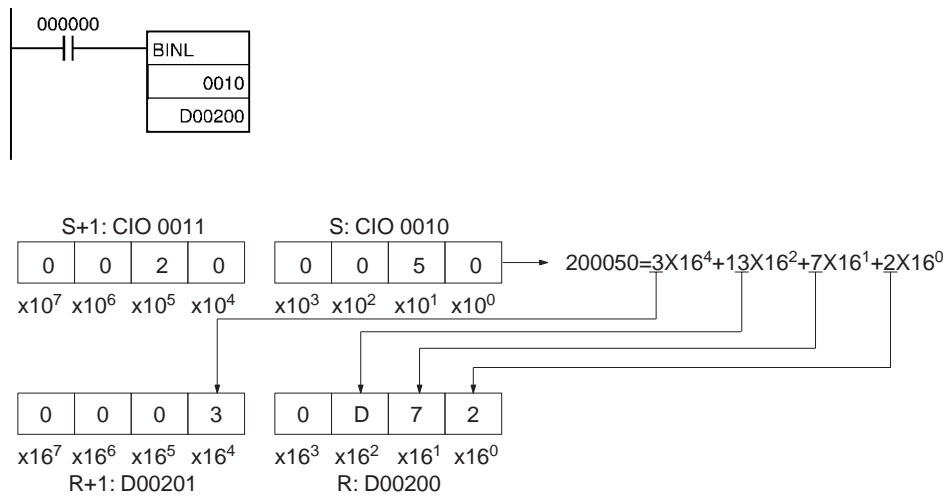 000000
BINL
0010
D00200
S+1: CIO 0011 S: CIO 0010
0 0 2 0 0 0 5 0 200050=3X16⁴+13X16²+7X16¹+2X16⁰
x10⁷ x10⁶ x10⁵ x10⁴ x10³ x10² x10¹ x10⁰
0 0 0 3 0 D 7 2
x16⁷ x16⁶ x16⁵ x16⁴ x16³ x16² x16¹ x16⁰
R+1: D00201 R: D00200